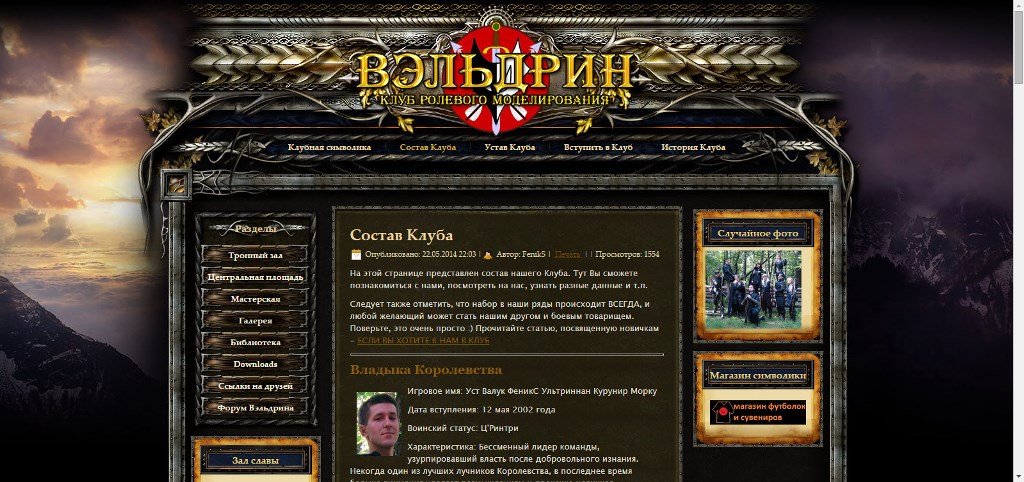 ВЭЛЬДРИН
КЛУБ РОЛЕВОГО МОДЕЛИРОВАНИЯ
Клубная символика Состав Клуба Устав Клуба Вступить в Клуб История Клуба
Разделы
Тронный зал
Центральная площадь
Мастерская
Галерея
Библиотека
Downloads
Ссылки на друзей
Форум Вэльдрина
Зал славы
Состав Клуба
Опубликовано: 22.05.2014 22:03 | Автор: Fenik5 | Печать | | Просмотров: 1554
На этой странице представлен состав нашего Клуба. Тут Вы сможете
познакомиться с нами, посмотреть на нас, узнать разные данные и т.п.
Следует также отметить, что набор в наши ряды происходит ВСЕГДА, и
любой желающий может стать нашим другом и боевым товарищем.
Поверьте, это очень просто :) Прочитайте статью, посвященную новичкам
– ЕСЛИ ВЫ ХОТИТЕ К НАМ В КЛУБ
Владыка Королевства
Игровое имя: Уст Валук ФениксС Ультриннан Курунир Морку
Дата вступления: 12 мая 2002 года
Воинский статус: Ц'Ринтри
Характеристика: Бессменный лидер команды,
узурпировавший власть после добровольного изнания.
Некогда один из лучших лучников Королевства, в последнее время
Случайное фото
Магазин символики
магазин футболок
и сувениров